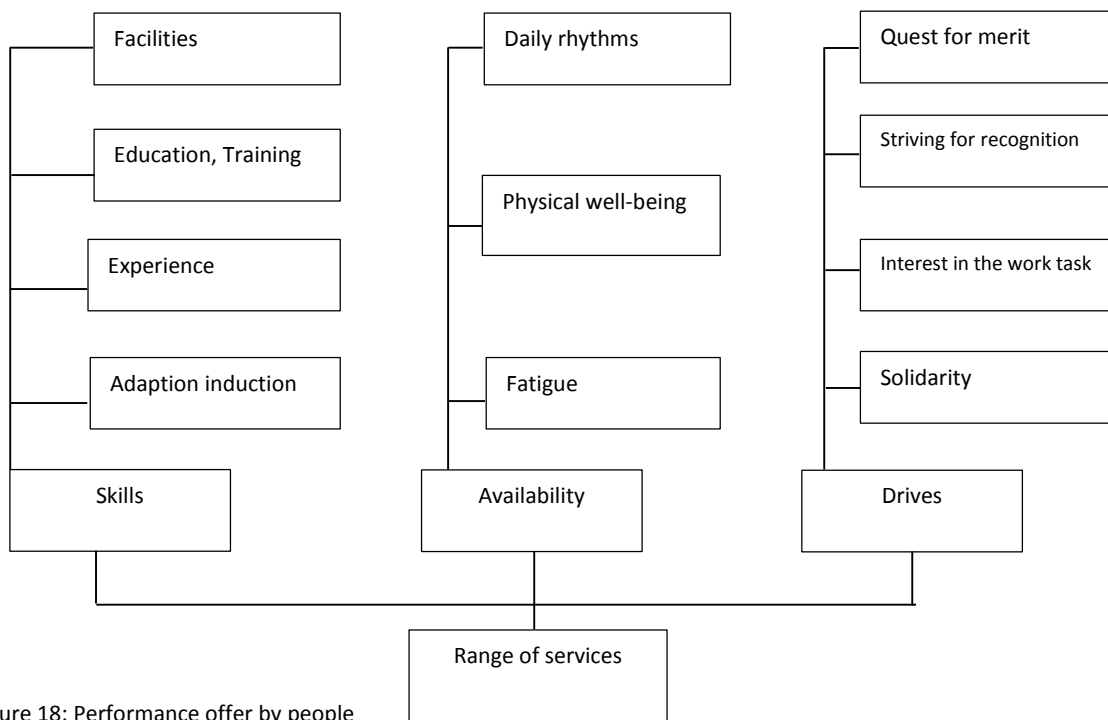 Facilities
Education, Training
Experience
Adaption induction
Skills
Daily rhythms
Physical well-being
Fatigue
Availability
Quest for merit
Striving for recognition
Interest in the work task
Solidarity
Drives
Range of services
ure 18: Performance offer by people